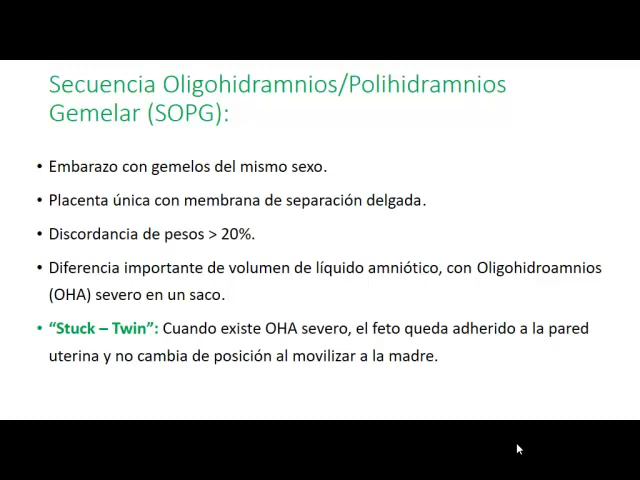 Secuencia Oligohidramnios/Polihidramnios
Gemelar (SOPG):
• Embarazo con gemelos del mismo sexo.
• Placenta única con membrana de separación delgada.
• Discordancia de pesos > 20%.
• Diferencia importante de volumen de líquido amniótico, con Oligohidroamnios
(OHA) severo en un saco.
• “Stuck – Twin”: Cuando existe OHA severo, el feto queda adherido a la pared
uterina y no cambia de posición al movilizar a la madre.